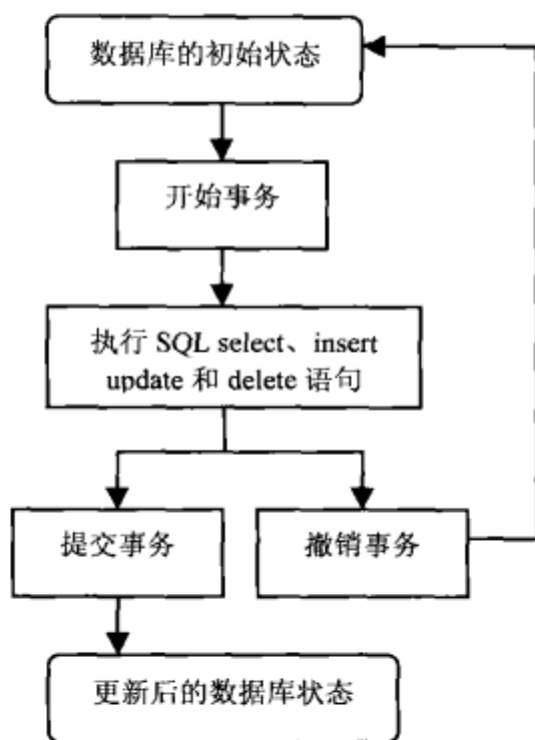 数据库的初始状态
开始事务
执行 SQL select、insert
update 和 delete 语句
提交事务
撤销事务
更新后的数据库状态